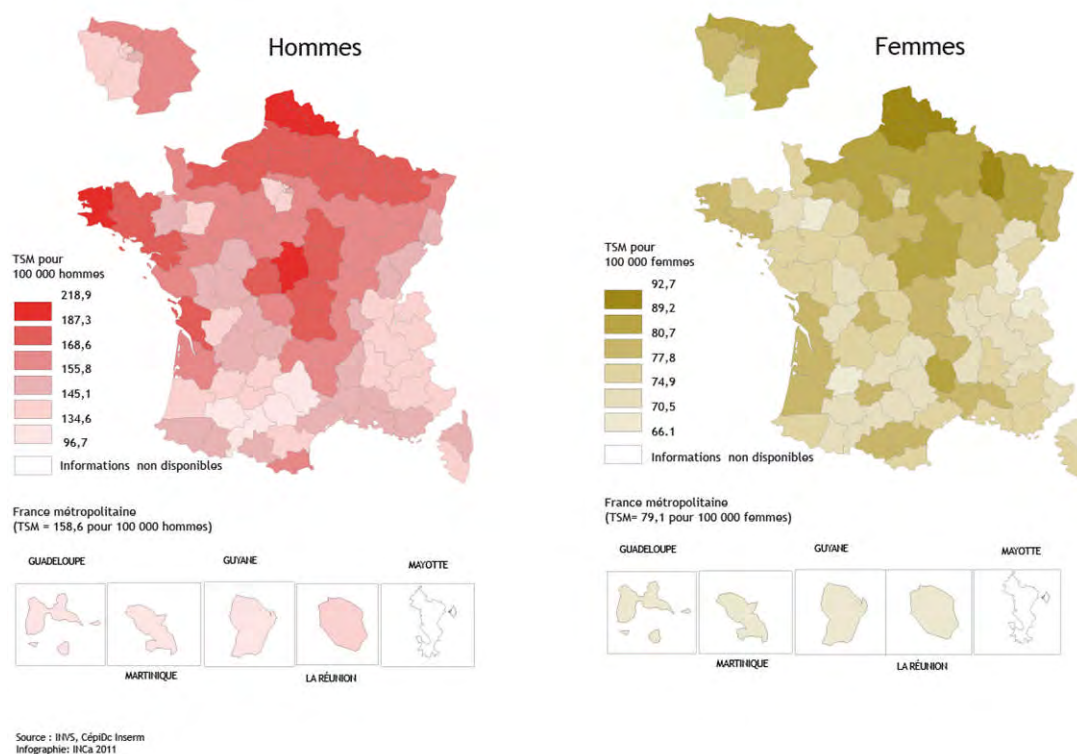 Hommes
TSM pour
100 000 hommes
218,9
187,3
168,6
155,8
145,1
134,6
96,7
Informations non disponibles
France métropolitaine
(TSM = 158,6 pour 100 000 hommes)
GUADELOUPE
GUYANE
MAYOTTE
MARTINIQUE
LA RÉUNION
Source : INVS, CépiDc Inserm
Infographie: INCa 2011
Femmes
TSM pour
100 000 femmes
92,7
89,2
80,7
77,8
74,9
70,5
66.1
Informations non disponibles
France métropolitaine
(TSM= 79,1 pour 100 000 femmes)
GUADELOUPE
GUYANE
MAYOTTE
MARTINIQUE
LA RÉUNION